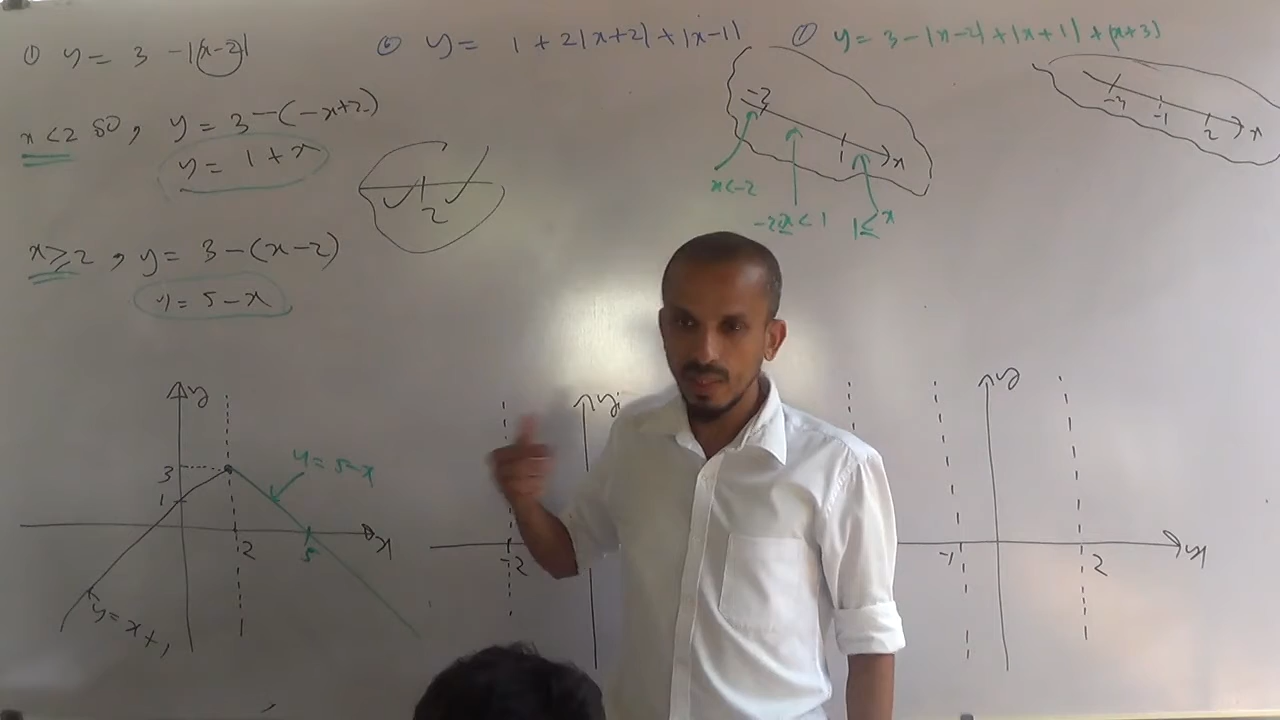 ① y = 3 - |x-2|
x < 2 so, y = 3 - (-x+2)
y = 1 + x
2
x ≥ 2, y = 3 - (x-2)
y = 5 - x
y
3
1
2
5
x
y = 5-x
y = x+1
⑥ y = 1 + 2|x+2| + |x-1|
-2
1
x
x<-2
-2≤x<1
1≤x
y
-2
y = 3 - |x-2| + |x+1| + |x+3|
-1
2
x
y
-1
2
x